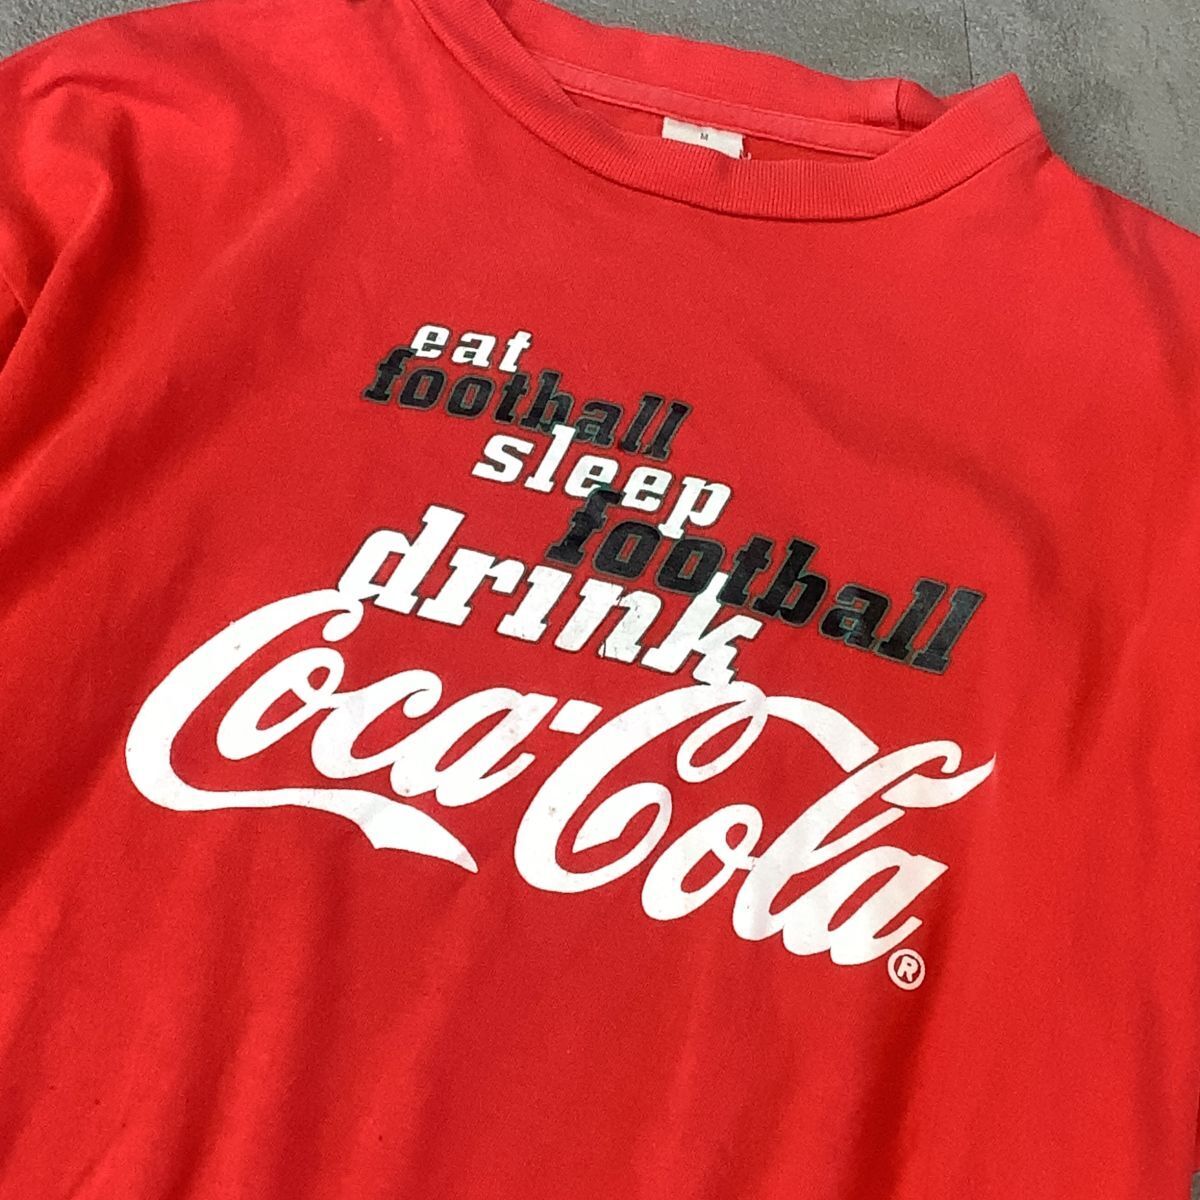 M
eat
football
sleep
football
drink
Coca-Cola®